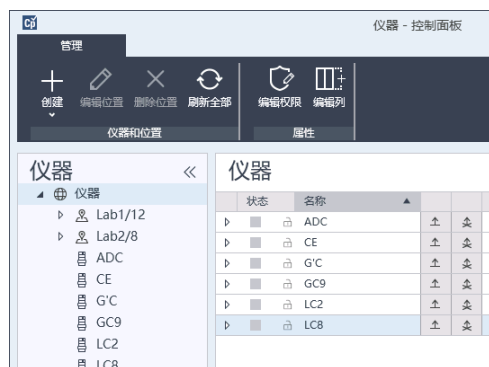 仪器 - 控制面板
管理
创建 编辑位置 删除位置 刷新全部 编辑权限 编辑列
仪器和位置 属性
仪器 仪器
仪器
Lab1/12
Lab2/8
ADC
CE
G'C
GC9
LC2
LC8
状态 名称
ADC
CE
G'C
GC9
LC2
LC8